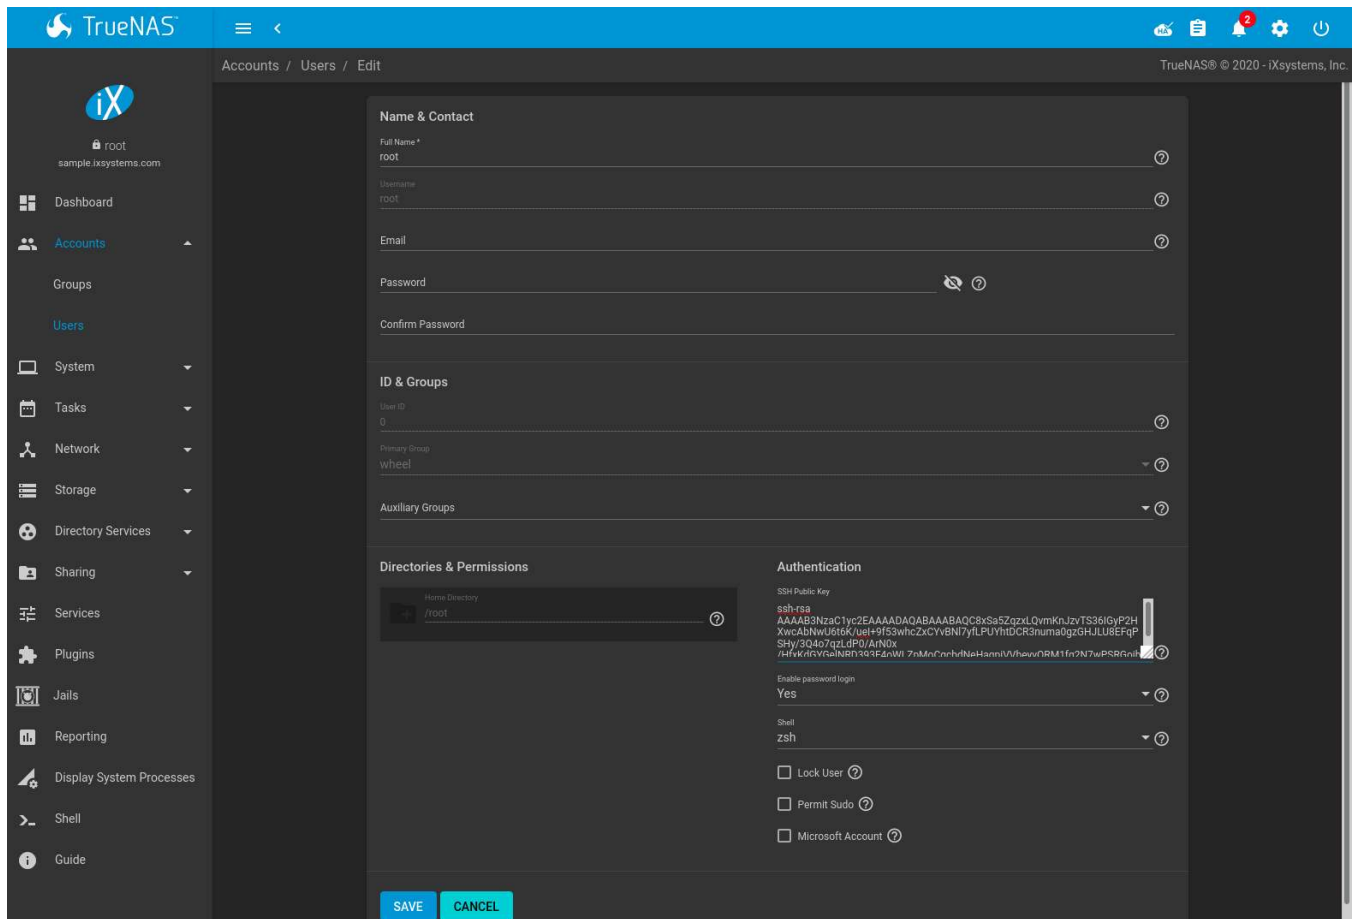 TrueNAS
HA
2
Accounts / Users / Edit
TrueNAS® © 2020 - iXsystems, Inc.
iX
root
sample.ixsystems.com
Dashboard
Accounts
Groups
Users
System
Tasks
Network
Storage
Directory Services
Sharing
Services
Plugins
Jails
Reporting
Display System Processes
Shell
Guide
Name & Contact
Full Name *
root
Username
root
Email
Password
Confirm Password
ID & Groups
User ID
0
Primary Group
wheel
Auxiliary Groups
Directories & Permissions
Home Directory
/root
Authentication
SSH Public Key
ssh-rsa
AAAAB3NzaC1yc2EAAAADAQABAAABAQC8xSa5ZqzxLQvmKnJzvTS36IGyP2H
XwcAbNwU6t6K/uel+9f53whcZxCYvBNl7yfLPUYhtDCR3numa0gzGHJLU8EFqP
SHy/3Q4o7qzLdP0/ArN0x
Enable password login
Yes
Shell
zsh
Lock User
Permit Sudo
Microsoft Account
SAVE
CANCEL